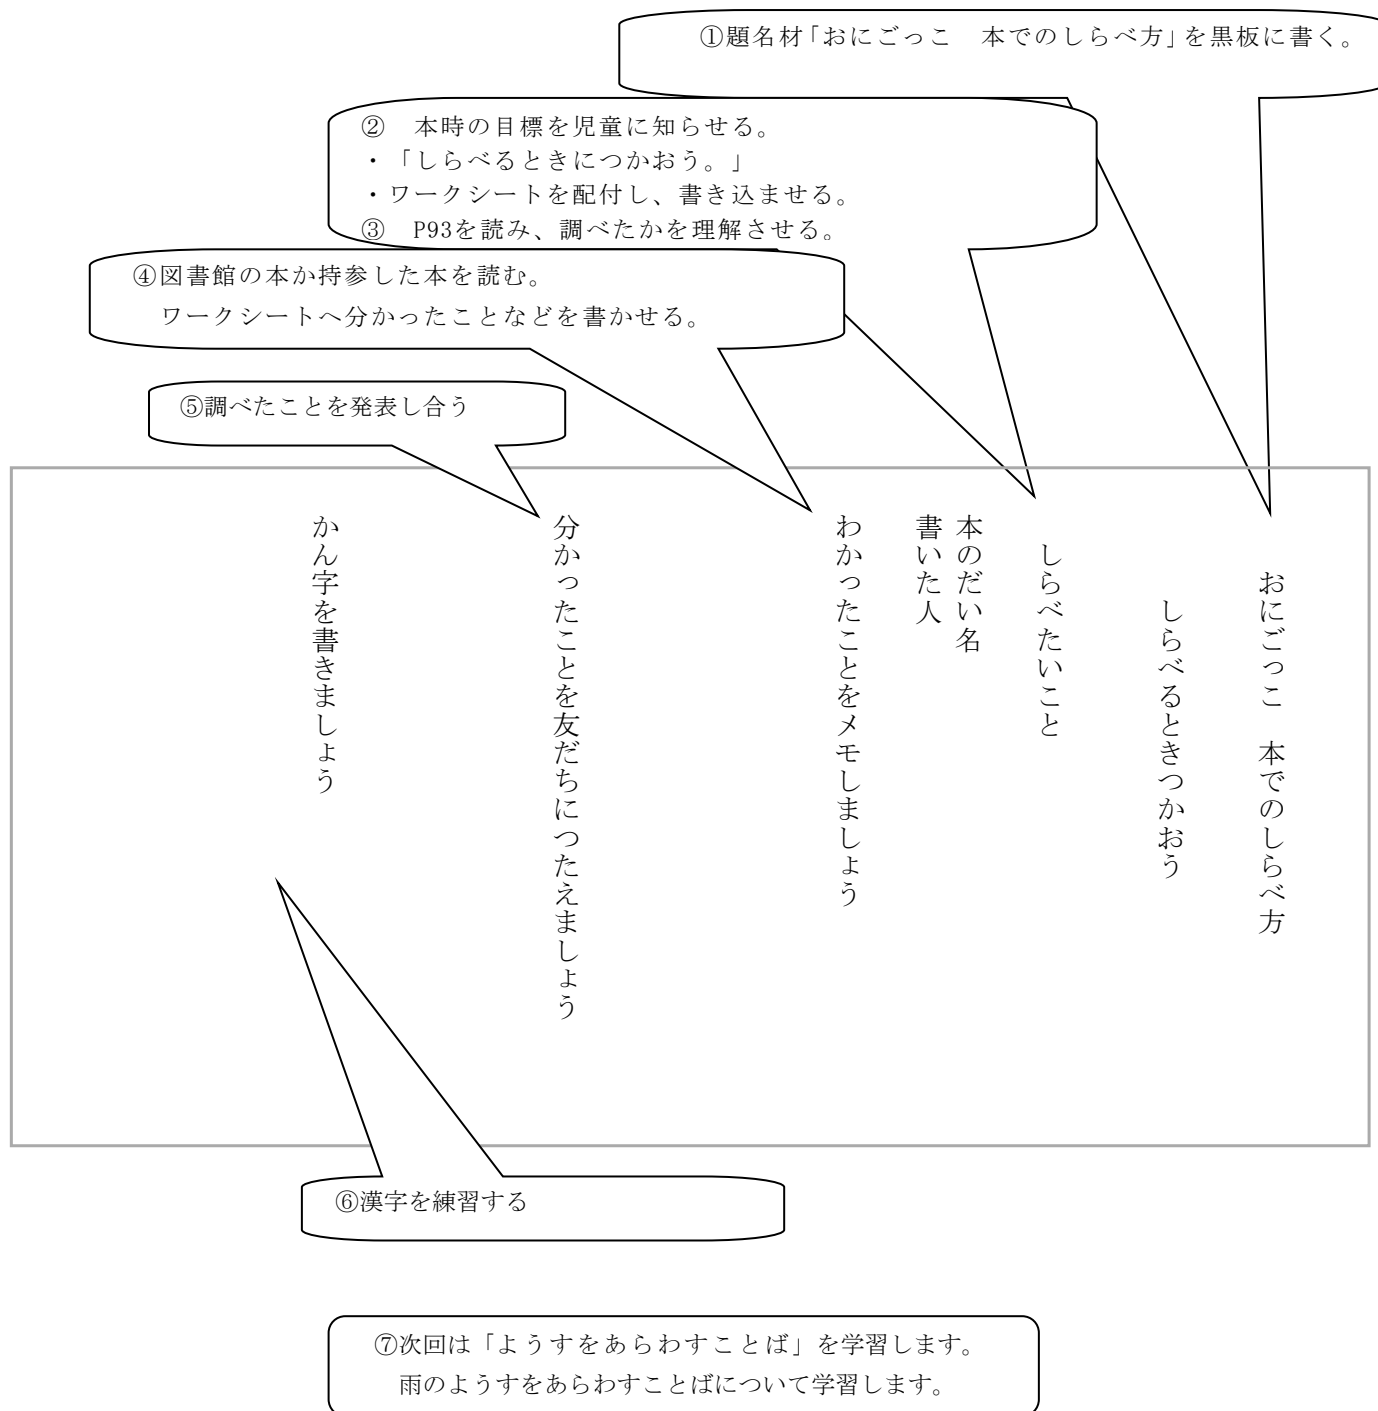 ①題名材「おにごっこ　本でのしらべ方」を黒板に書く。
②　本時の目標を児童に知らせる。
・「しらべるときにつかおう。」
・ワークシートを配付し、書き込ませる。
③　P93を読み、調べたかを理解させる。
④図書館の本か持参した本を読む。
ワークシートへ分かったことなどを書かせる。
⑤調べたことを発表し合う
おにごっこ　本でのしらべ方
しらべるときつかおう
しらべたいこと
本のだい名
書いた人
わかったことをメモしましょう
分かったことを友だちにつたえましょう
かん字を書きましょう
⑥漢字を練習する
⑦次回は「ようすをあらわすことば」を学習します。
雨のようすをあらわすことばについて学習します。